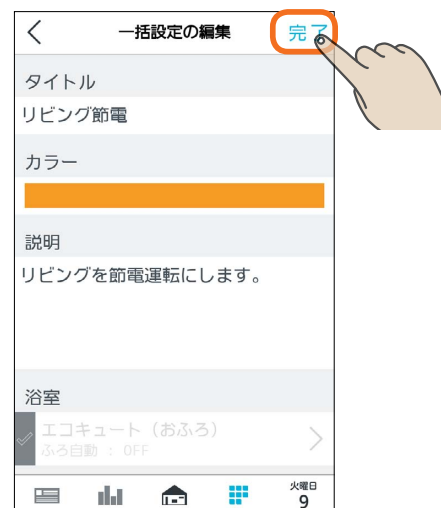 一括設定の編集
完了
タイトル
リビング節電
カラー
説明
リビングを節電運転にします。
浴室
エコキュート（おふろ）
ふろ自動 : OFF
火曜日
9